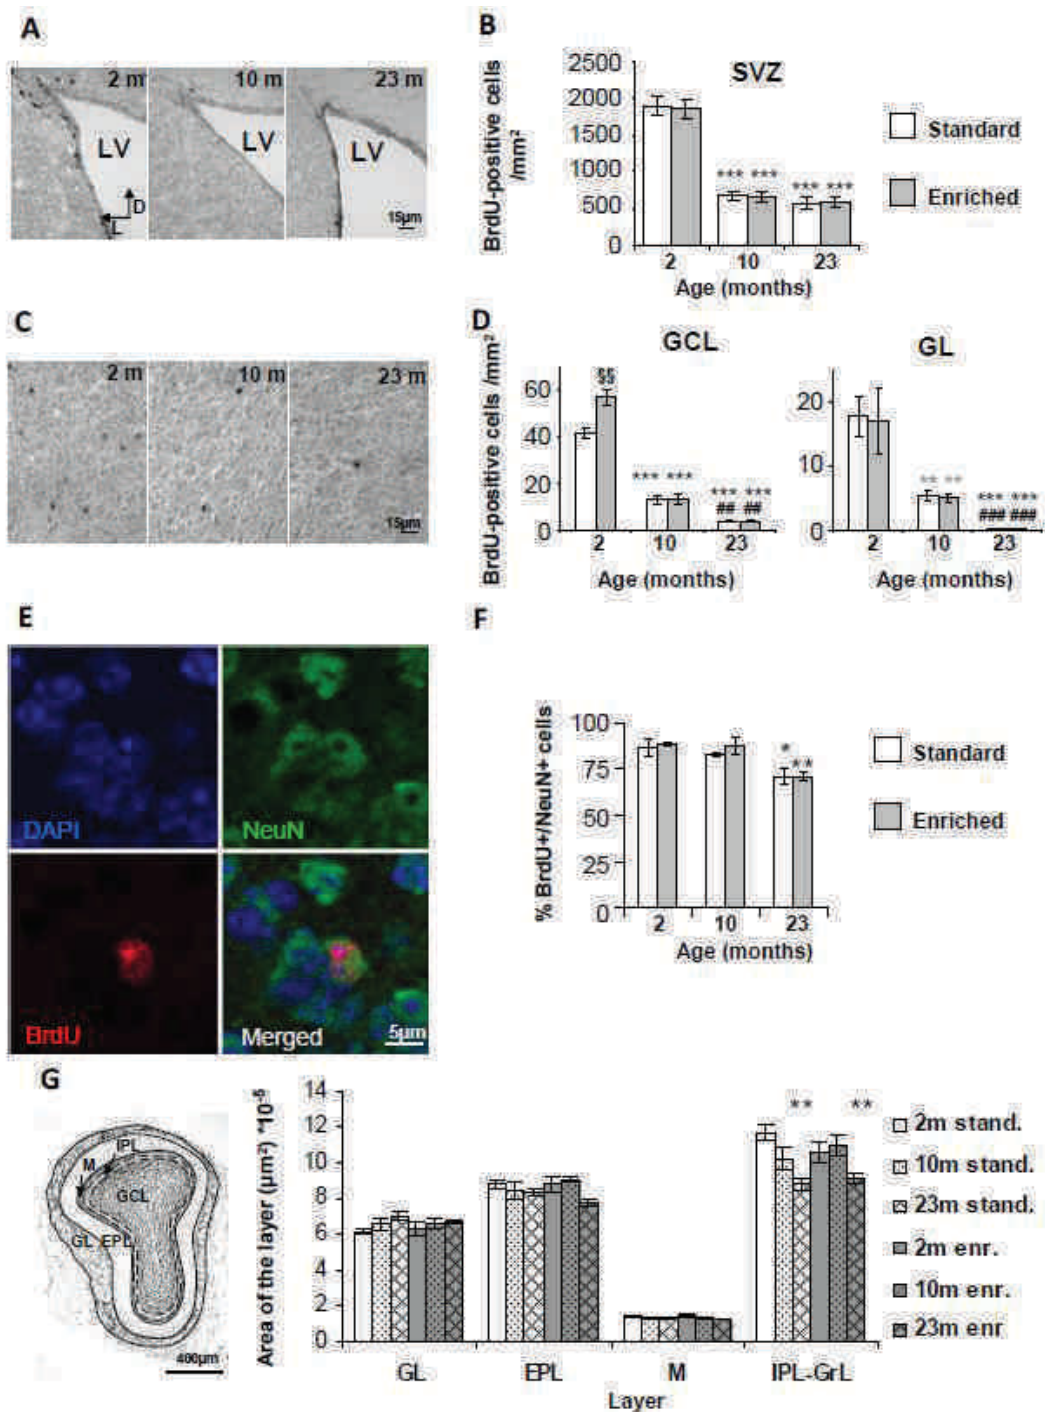 A
2 m
10 m
23 m
LV
LV
LV
D
L
15µm
B
BrdU-positive cells
/mm²
2500
2000
1500
1000
500
0
SVZ
*** ***
*** ***
2 10 23
Age (months)
Standard
Enriched
C
2 m
10 m
23 m
15µm
D
BrdU-positive cells /mm²
GCL
60
40
20
0
§§
*** ***
*** ***
## ##
2 10 23
Age (months)
GL
20
10
0
** **
*** ***
### ###
2 10 23
Age (months)
E
DAPI
NeuN
BrdU
Merged
5µm
F
% BrdU+/NeuN+ cells
100
75
50
25
0
*
**
2 10 23
Age (months)
Standard
Enriched
G
IPL
M
GCL
GL
EPL
400µm
Area of the layer (µm²) *10⁻⁵
14
12
10
8
6
4
2
0
** **
GL EPL M IPL-GrL
Layer
2m stand.
10m stand.
23m stand.
2m enr.
10m enr.
23m enr